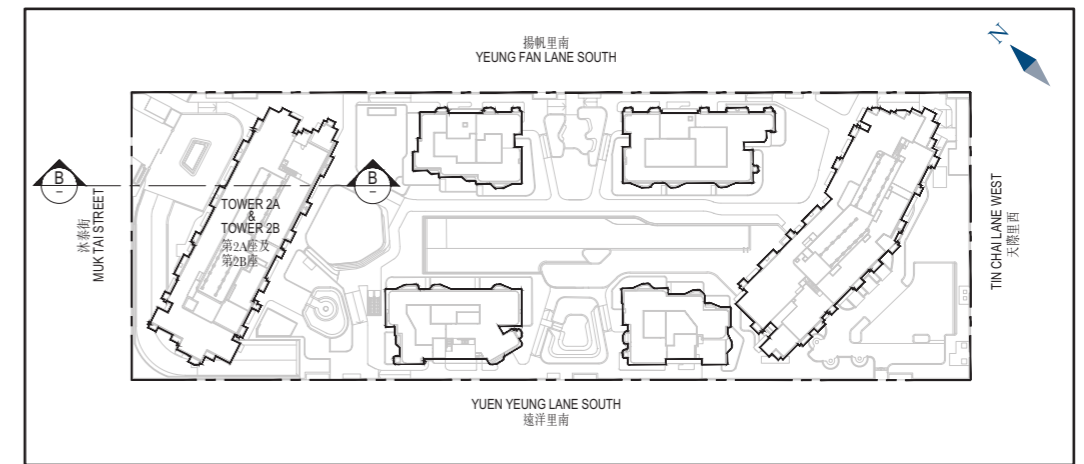 揚帆里南
YEUNG FAN LANE SOUTH
N
B
-
B
-
沐泰街
MUK TAI STREET
TOWER 2A
&
TOWER 2B
第2A座及
第2B座
TIN CHAI LANE WEST
天際里西
YUEN YEUNG LANE SOUTH
遠洋里南